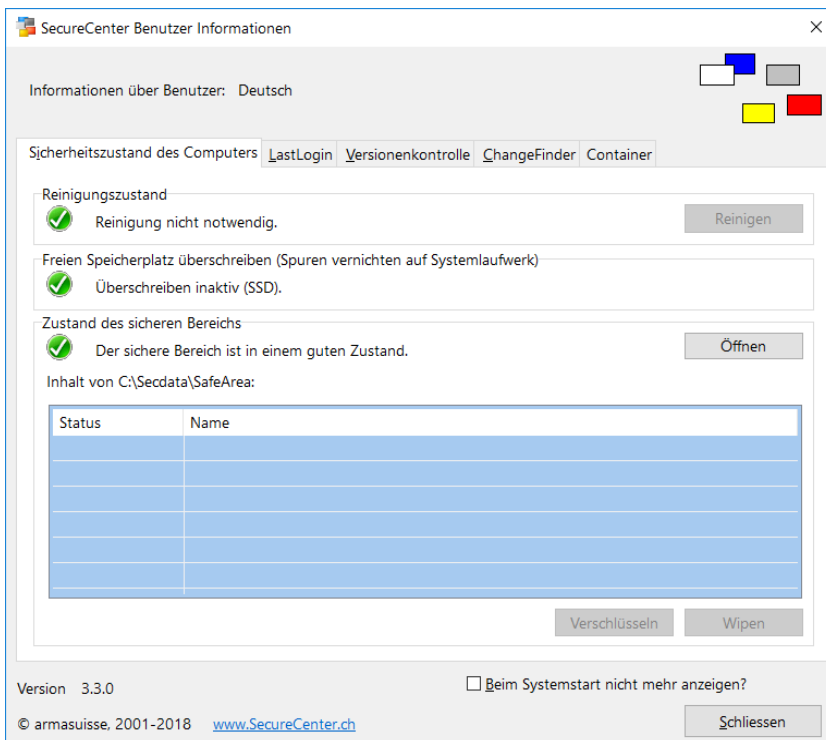 SecureCenter Benutzer Informationen
Informationen über Benutzer: Deutsch
Sicherheitszustand des Computers LastLogin Versionenkontrolle ChangeFinder Container
Reinigungszustand
Reinigung nicht notwendig.
Reinigen
Freien Speicherplatz überschreiben (Spuren vernichten auf Systemlaufwerk)
Überschreiben inaktiv (SSD).
Zustand des sicheren Bereichs
Der sichere Bereich ist in einem guten Zustand.
Öffnen
Inhalt von C:\Secdata\SafeArea:
Status Name
Verschlüsseln Wipen
Version 3.3.0
Beim Systemstart nicht mehr anzeigen?
© armasuisse, 2001-2018 www.SecureCenter.ch
Schliessen